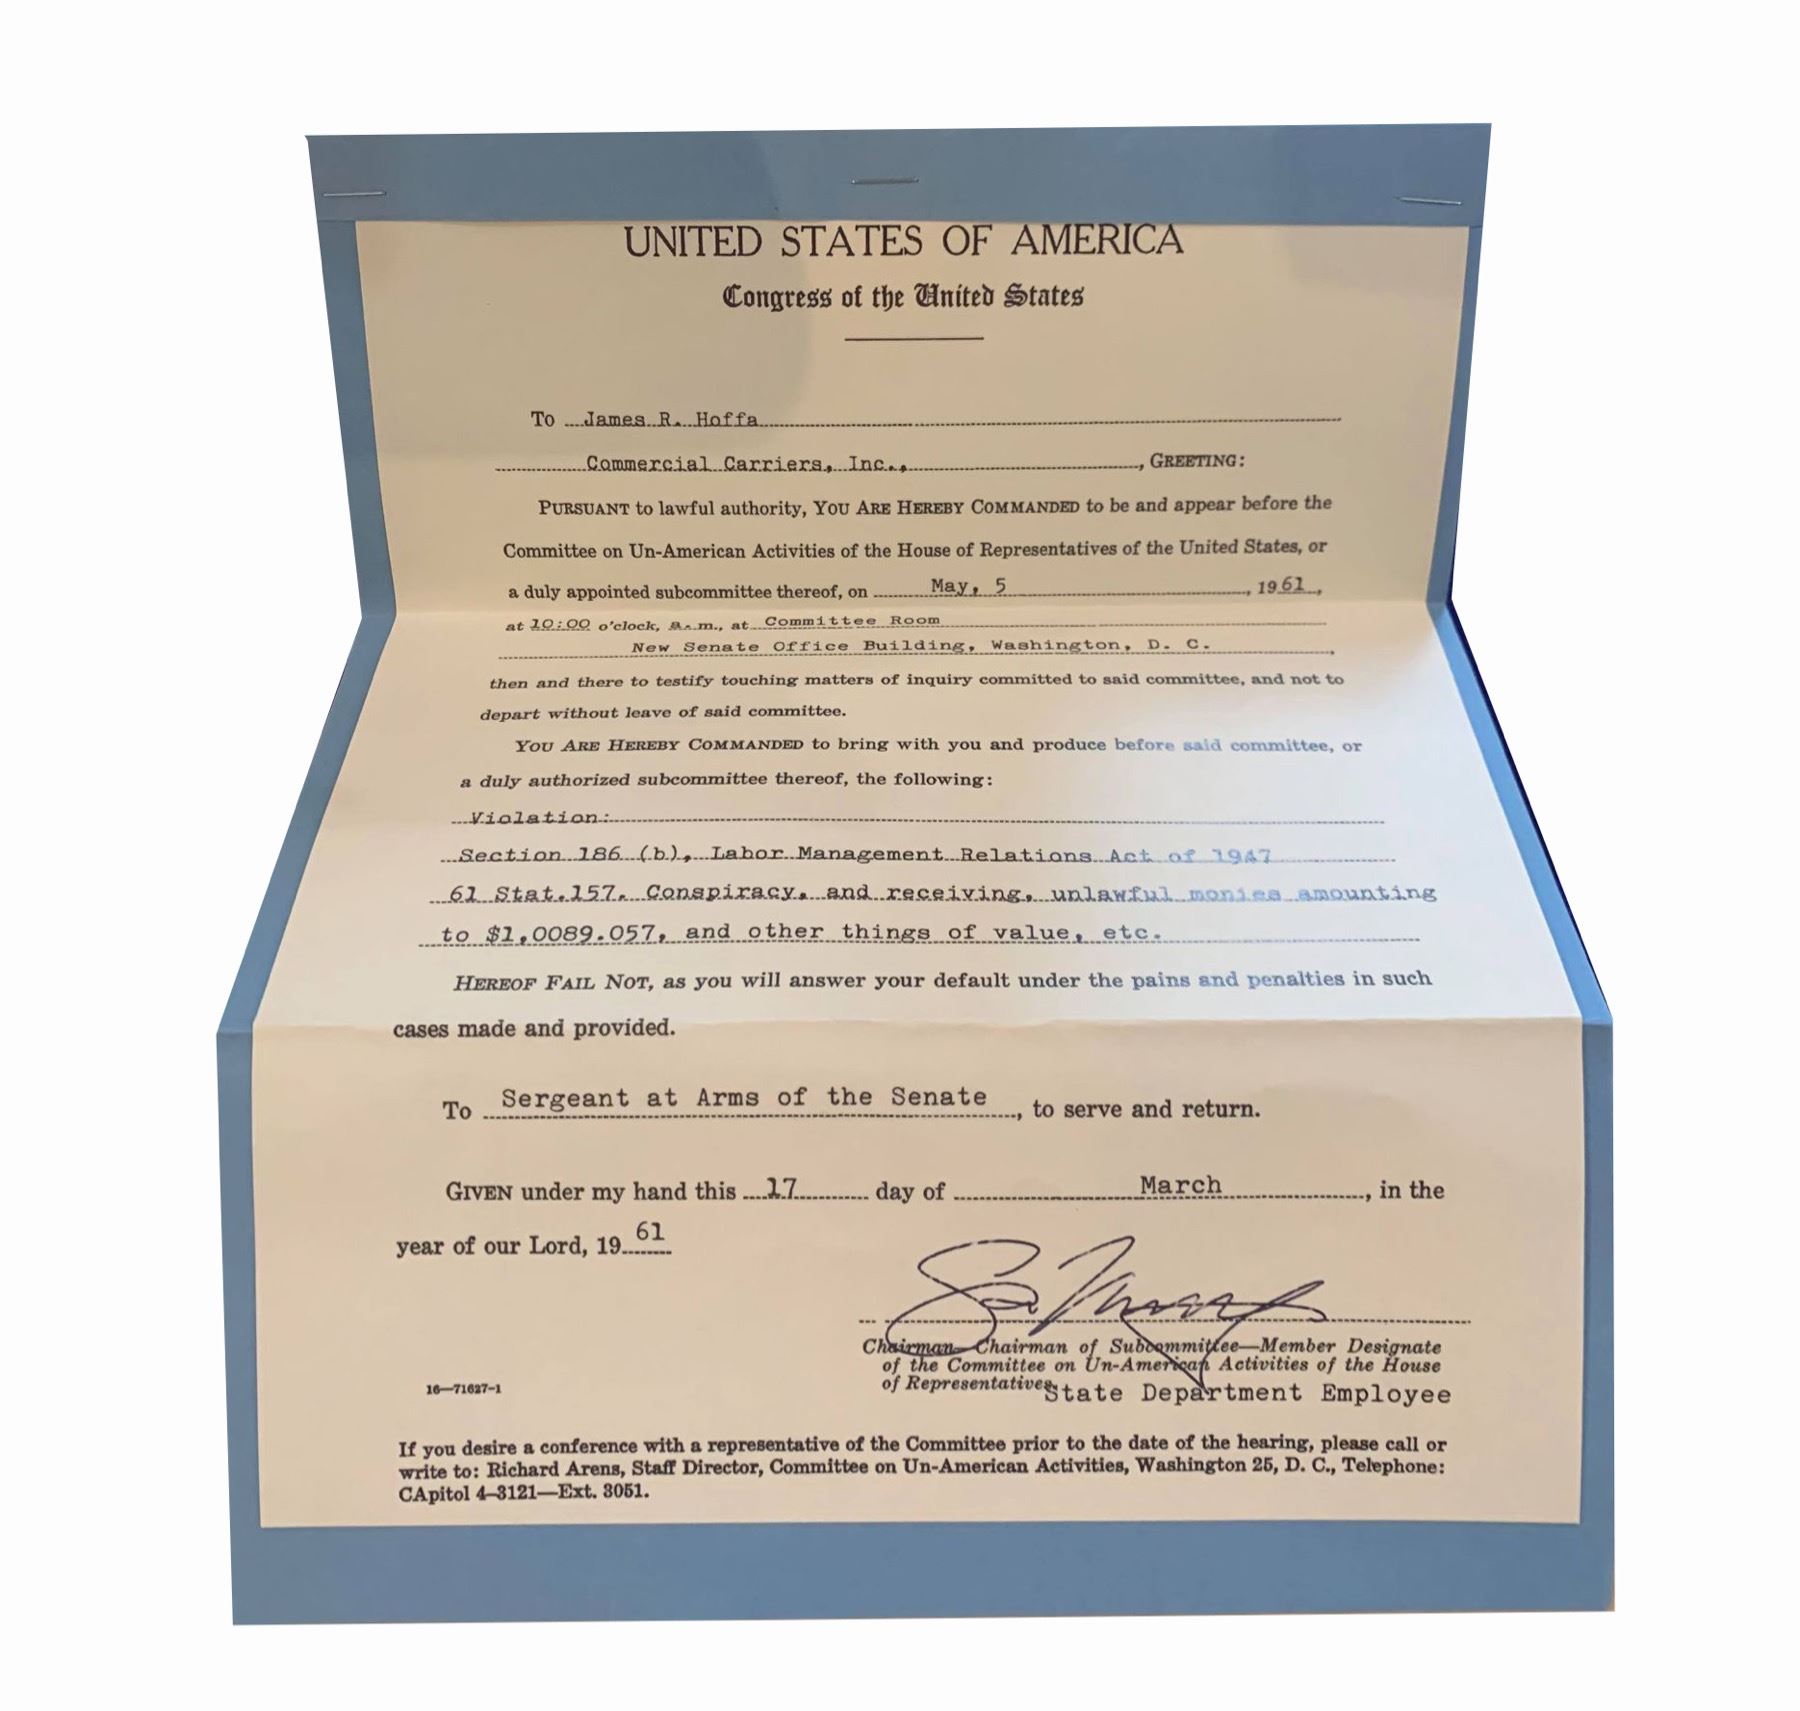 UNITED STATES OF AMERICA
Congress of the United States
To James R. Hoffa
Commercial Carriers, Inc., , GREETING:
PURSUANT to lawful authority, YOU ARE HEREBY COMMANDED to be and appear before the
Committee on Un-American Activities of the House of Representatives of the United States, or
a duly appointed subcommittee thereof, on May, 5, 1961,
at 10:00 o'clock, a.m., at Committee Room
New Senate Office Building, Washington, D. C.,
then and there to testify touching matters of inquiry committed to said committee, and not to
depart without leave of said committee.
YOU ARE HEREBY COMMANDED to bring with you and produce before said committee, or
a duly authorized subcommittee thereof, the following:
Violation:
Section 186 (b), Labor Management Relations Act of 1947
61 Stat.157. Conspiracy, and receiving, unlawful monies amounting
to $1,0089.057, and other things of value, etc.
HEREOF FAIL NOT, as you will answer your default under the pains and penalties in such
cases made and provided.
To Sergeant at Arms of the Senate, to serve and return.
GIVEN under my hand this 17 day of March, in the
year of our Lord, 1961
Chairman—Chairman of Subcommittee—Member Designate
of the Committee on Un-American Activities of the House
of Representatives.
State Department Employee
16—71627-1
If you desire a conference with a representative of the Committee prior to the date of the hearing, please call or
write to: Richard Arens, Staff Director, Committee on Un-American Activities, Washington 25, D. C., Telephone:
CApitol 4-3121—Ext. 3051.